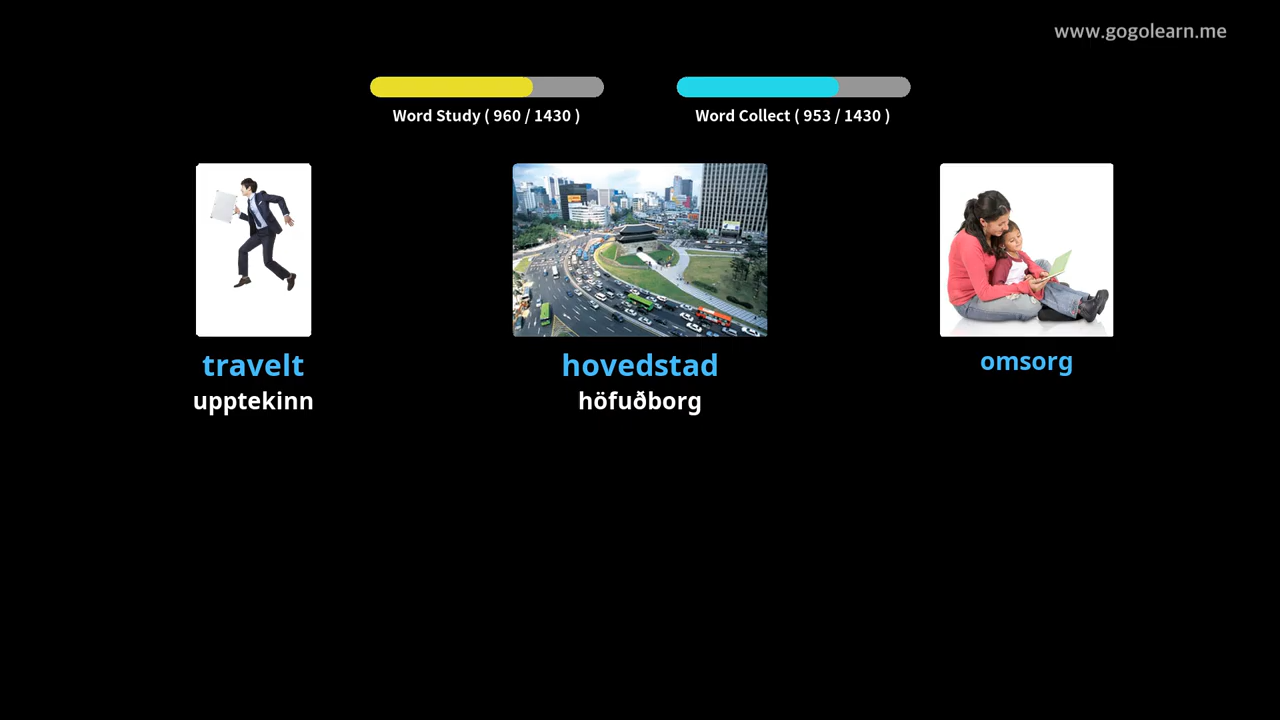 www.gogolearn.me
Word Study ( 960 / 1430 )
Word Collect ( 953 / 1430 )
travelt
upptekinn
hovedstad
höfuðborg
omsorg